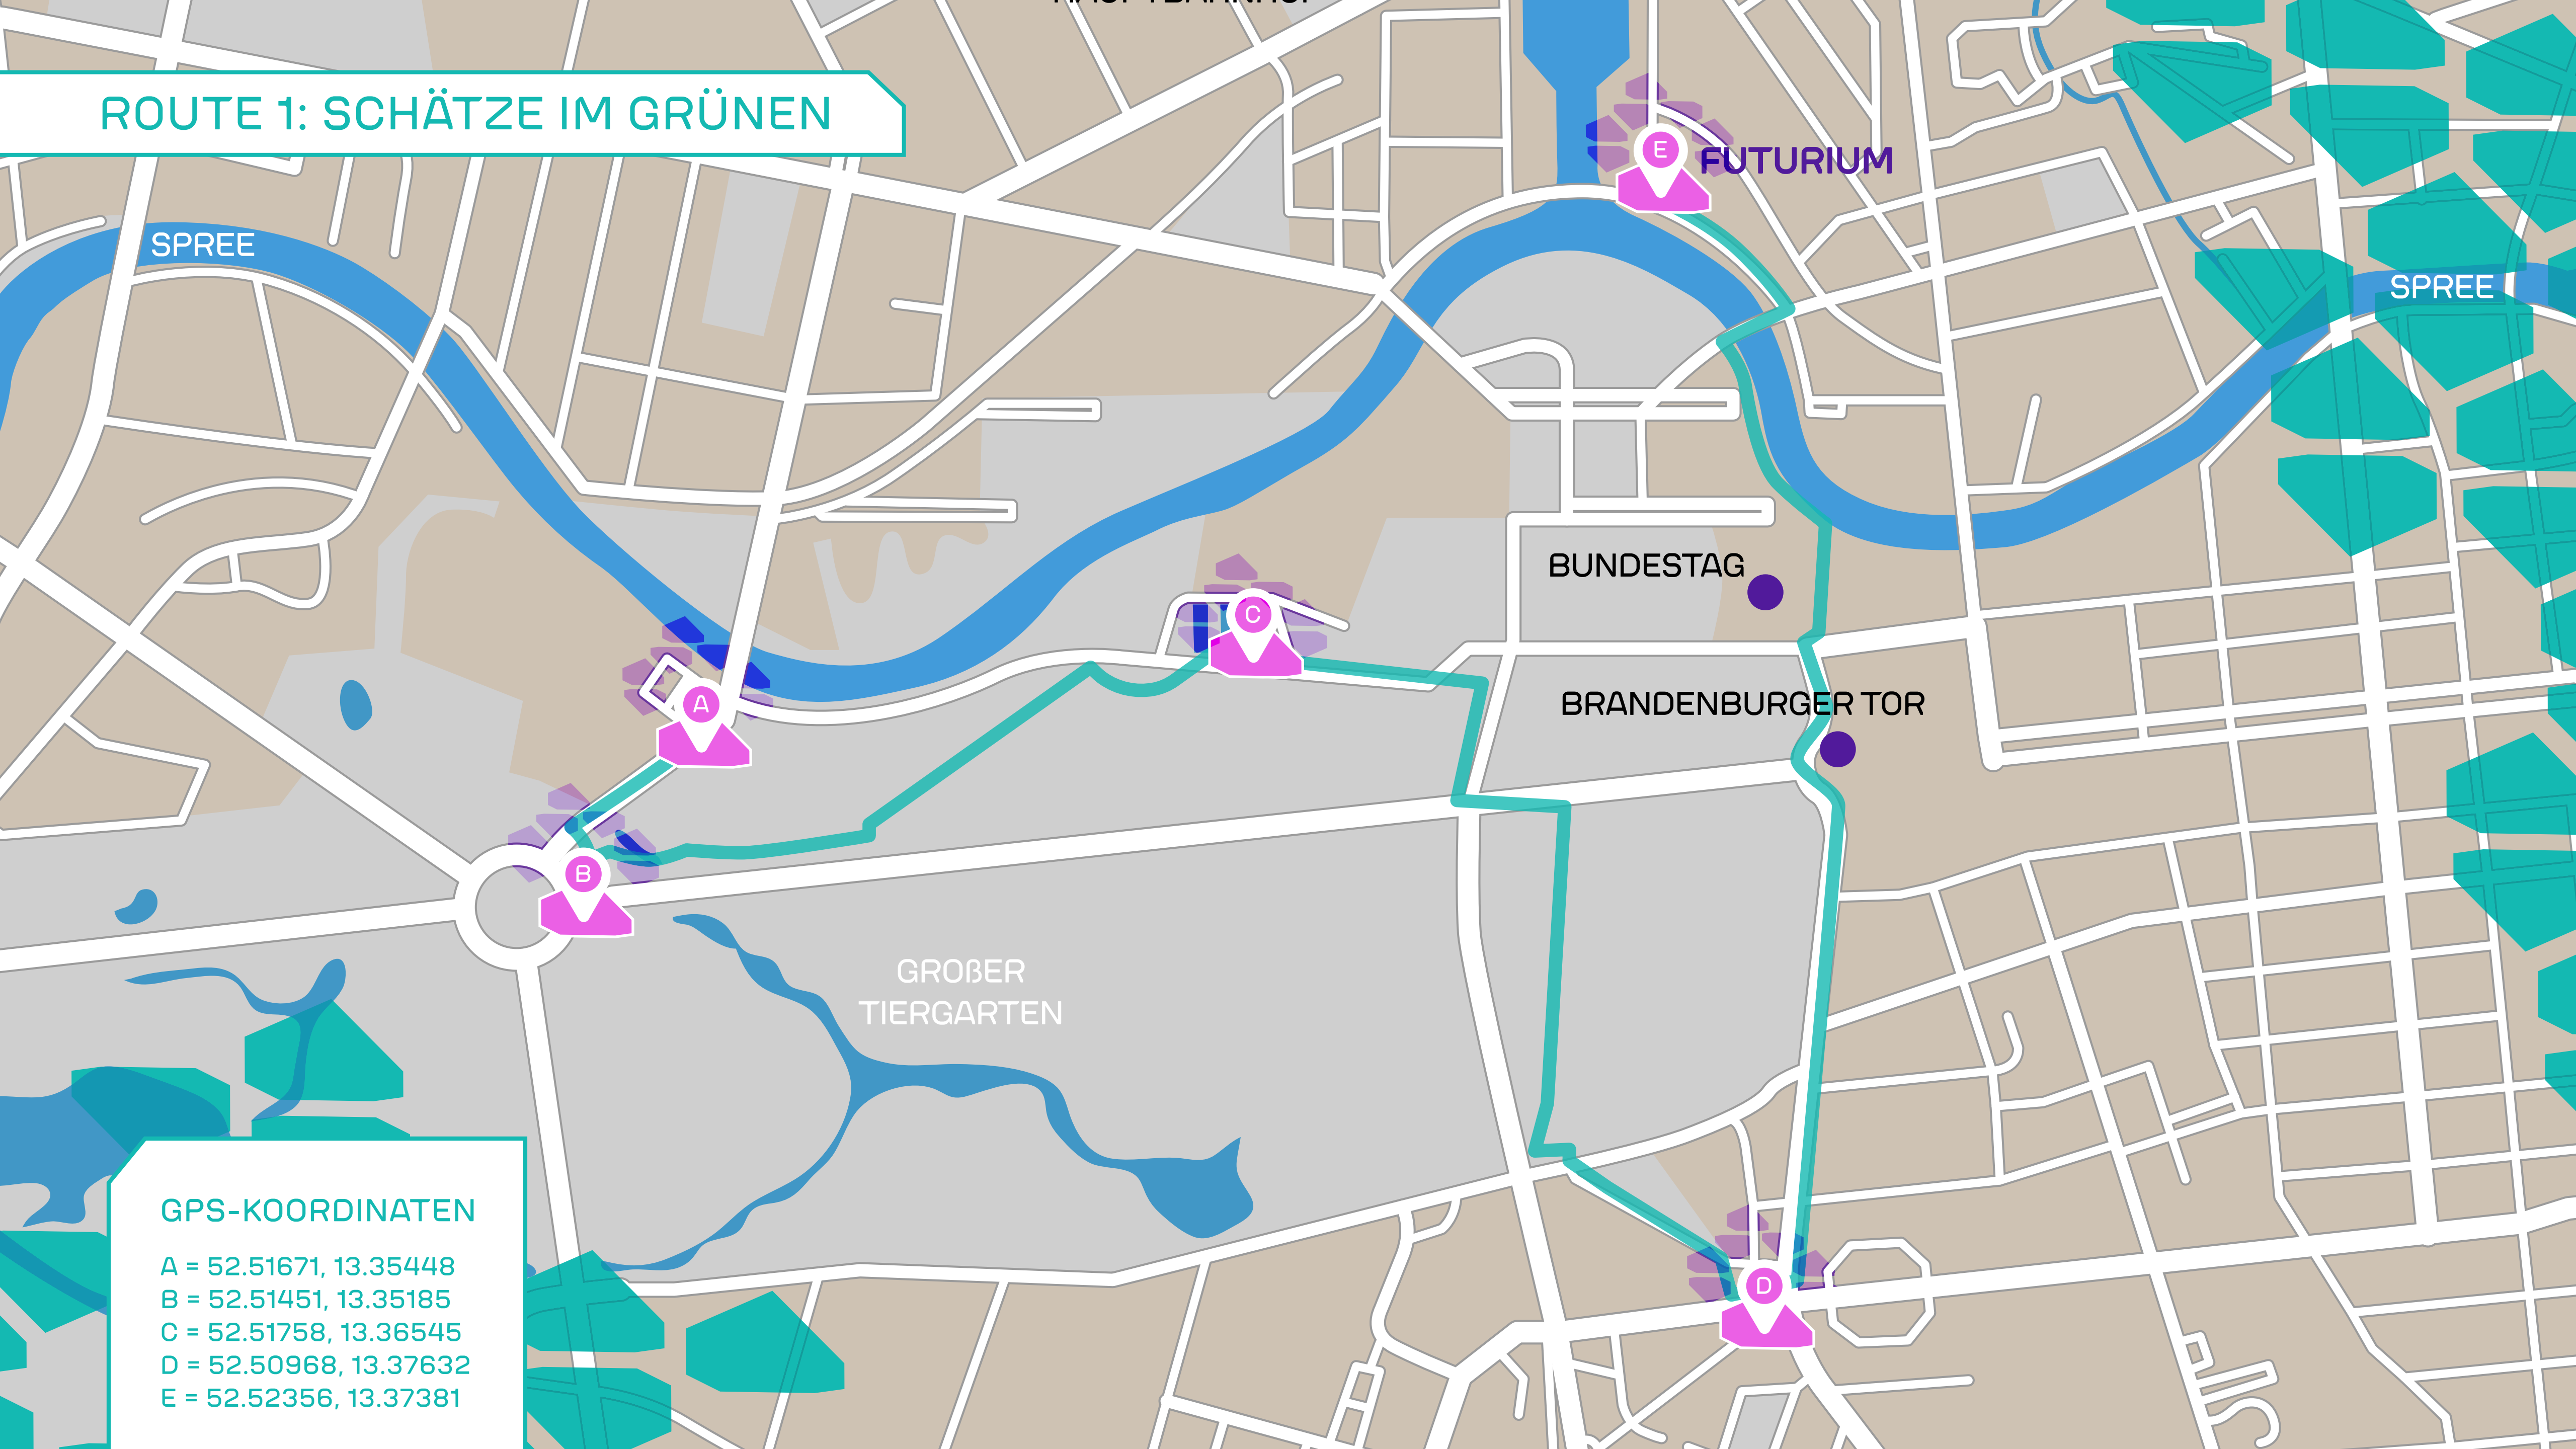 HAUPTBAHNHOF
ROUTE 1: SCHÄTZE IM GRÜNEN
E
FUTURIUM
SPREE
SPREE
BUNDESTAG
C
A
BRANDENBURGER TOR
B
GROßER
TIERGARTEN
D
GPS-KOORDINATEN
A = 52.51671, 13.35448
B = 52.51451, 13.35185
C = 52.51758, 13.36545
D = 52.50968, 13.37632
E = 52.52356, 13.37381